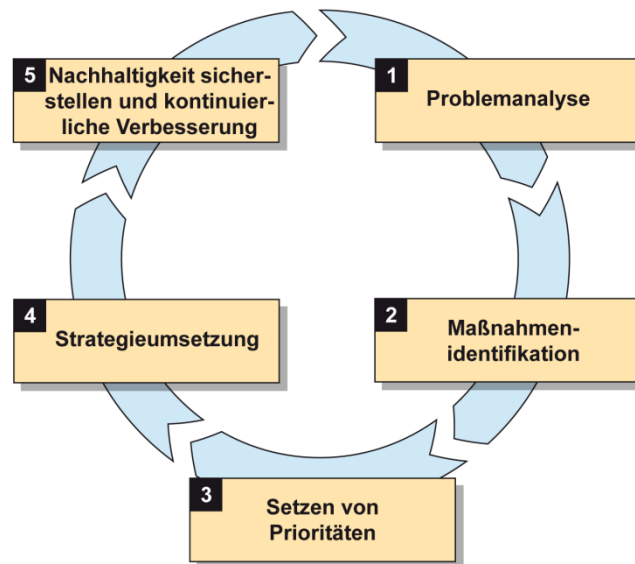 1
Problemanalyse
2
Maßnahmen-
identifikation
3
Setzen von
Prioritäten
4
Strategieumsetzung
5 Nachhaltigkeit sicher-
stellen und kontinuier-
liche Verbesserung